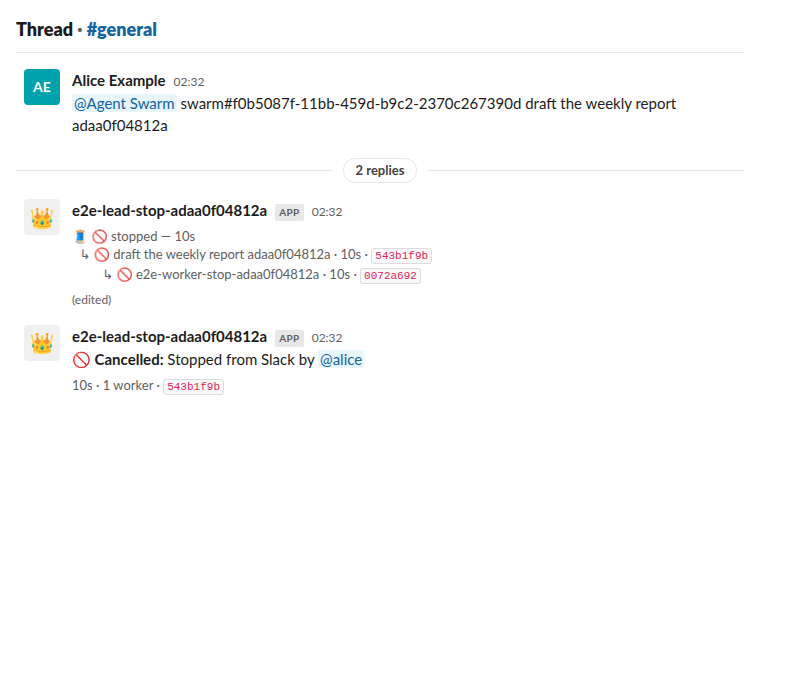 Thread • #general
AE
Alice Example 02:32
@Agent Swarm swarm#f0b5087f-11bb-459d-b9c2-2370c267390d draft the weekly report
adaa0f04812a
2 replies
e2e-lead-stop-adaa0f04812a APP 02:32
🧵 🚫 stopped — 10s
↳ 🚫 draft the weekly report adaa0f04812a · 10s · 543b1f9b
↳ 🚫 e2e-worker-stop-adaa0f04812a · 10s · 0072a692
(edited)
e2e-lead-stop-adaa0f04812a APP 02:32
🚫 Cancelled: Stopped from Slack by @alice
10s · 1 worker · 543b1f9b